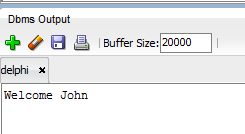 Dbms Output
Buffer Size: 20000
delphi ×
Welcome John